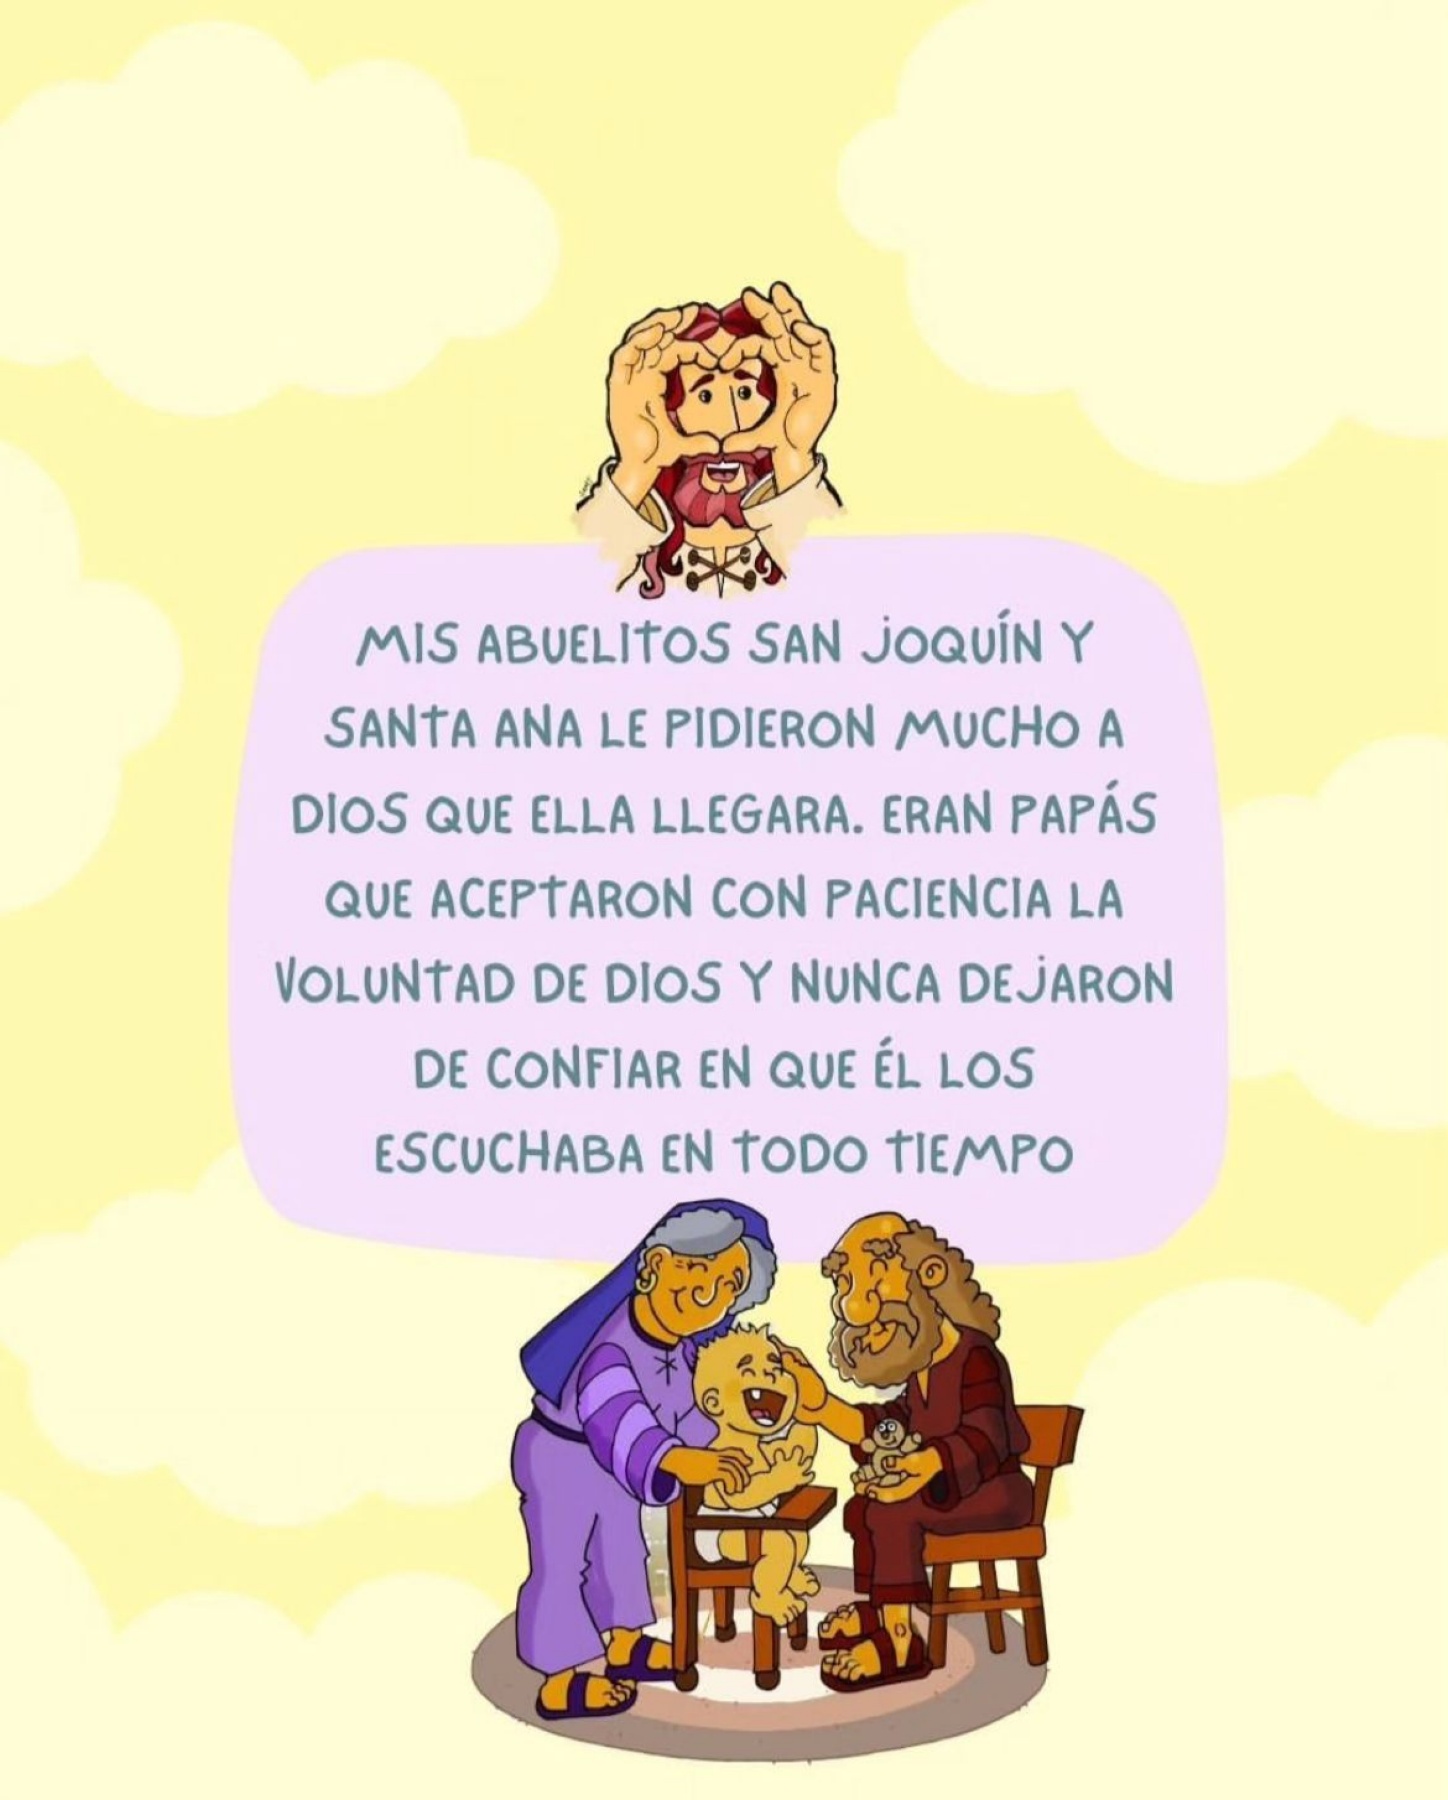 MIS ABUELITOS SAN JOQUÍN Y
SANTA ANA LE PIDIERON MUCHO A
DIOS QUE ELLA LLEGARA. ERAN PAPÁS
QUE ACEPTARON CON PACIENCIA LA
VOLUNTAD DE DIOS Y NUNCA DEJARON
DE CONFIAR EN QUE ÉL LOS
ESCUCHABA EN TODO TIEMPO